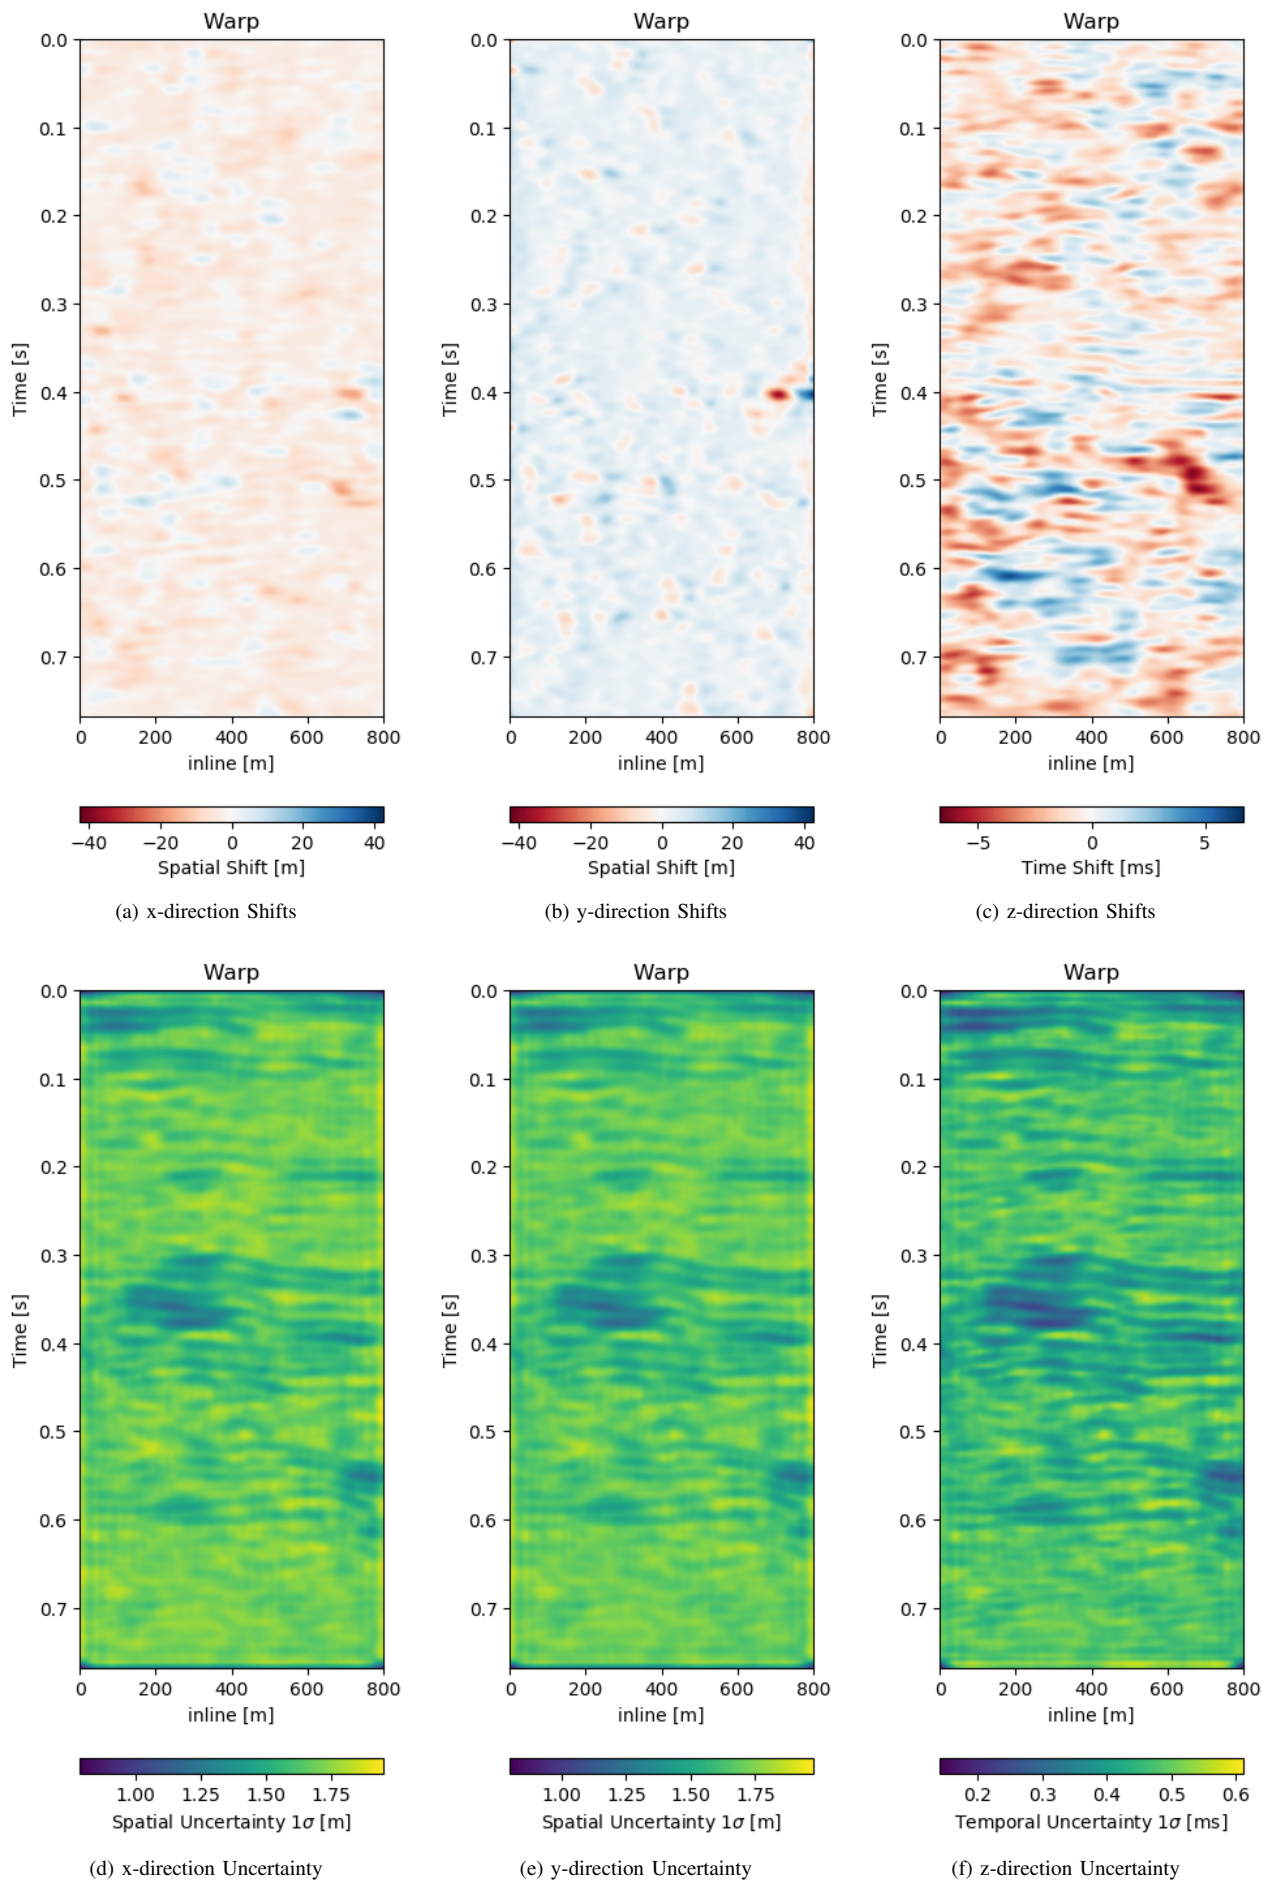 Warp Warp Warp
0.0 0.0 0.0
0.1 0.1 0.1
0.2 0.2 0.2
0.3 0.3 0.3
Time [s] Time [s] Time [s]
0.4 0.4 0.4
0.5 0.5 0.5
0.6 0.6 0.6
0.7 0.7 0.7
0 200 400 600 800 0 200 400 600 800 0 200 400 600 800
inline [m] inline [m] inline [m]
−40 −20 0 20 40 −40 −20 0 20 40 −5 0 5
Spatial Shift [m] Spatial Shift [m] Time Shift [ms]
(a) x-direction Shifts (b) y-direction Shifts (c) z-direction Shifts
Warp Warp Warp
0.0 0.0 0.0
0.1 0.1 0.1
0.2 0.2 0.2
0.3 0.3 0.3
Time [s] Time [s] Time [s]
0.4 0.4 0.4
0.5 0.5 0.5
0.6 0.6 0.6
0.7 0.7 0.7
0 200 400 600 800 0 200 400 600 800 0 200 400 600 800
inline [m] inline [m] inline [m]
1.00 1.25 1.50 1.75 1.00 1.25 1.50 1.75 0.2 0.3 0.4 0.5 0.6
Spatial Uncertainty 1σ [m] Spatial Uncertainty 1σ [m] Temporal Uncertainty 1σ [ms]
(d) x-direction Uncertainty (e) y-direction Uncertainty (f) z-direction Uncertainty